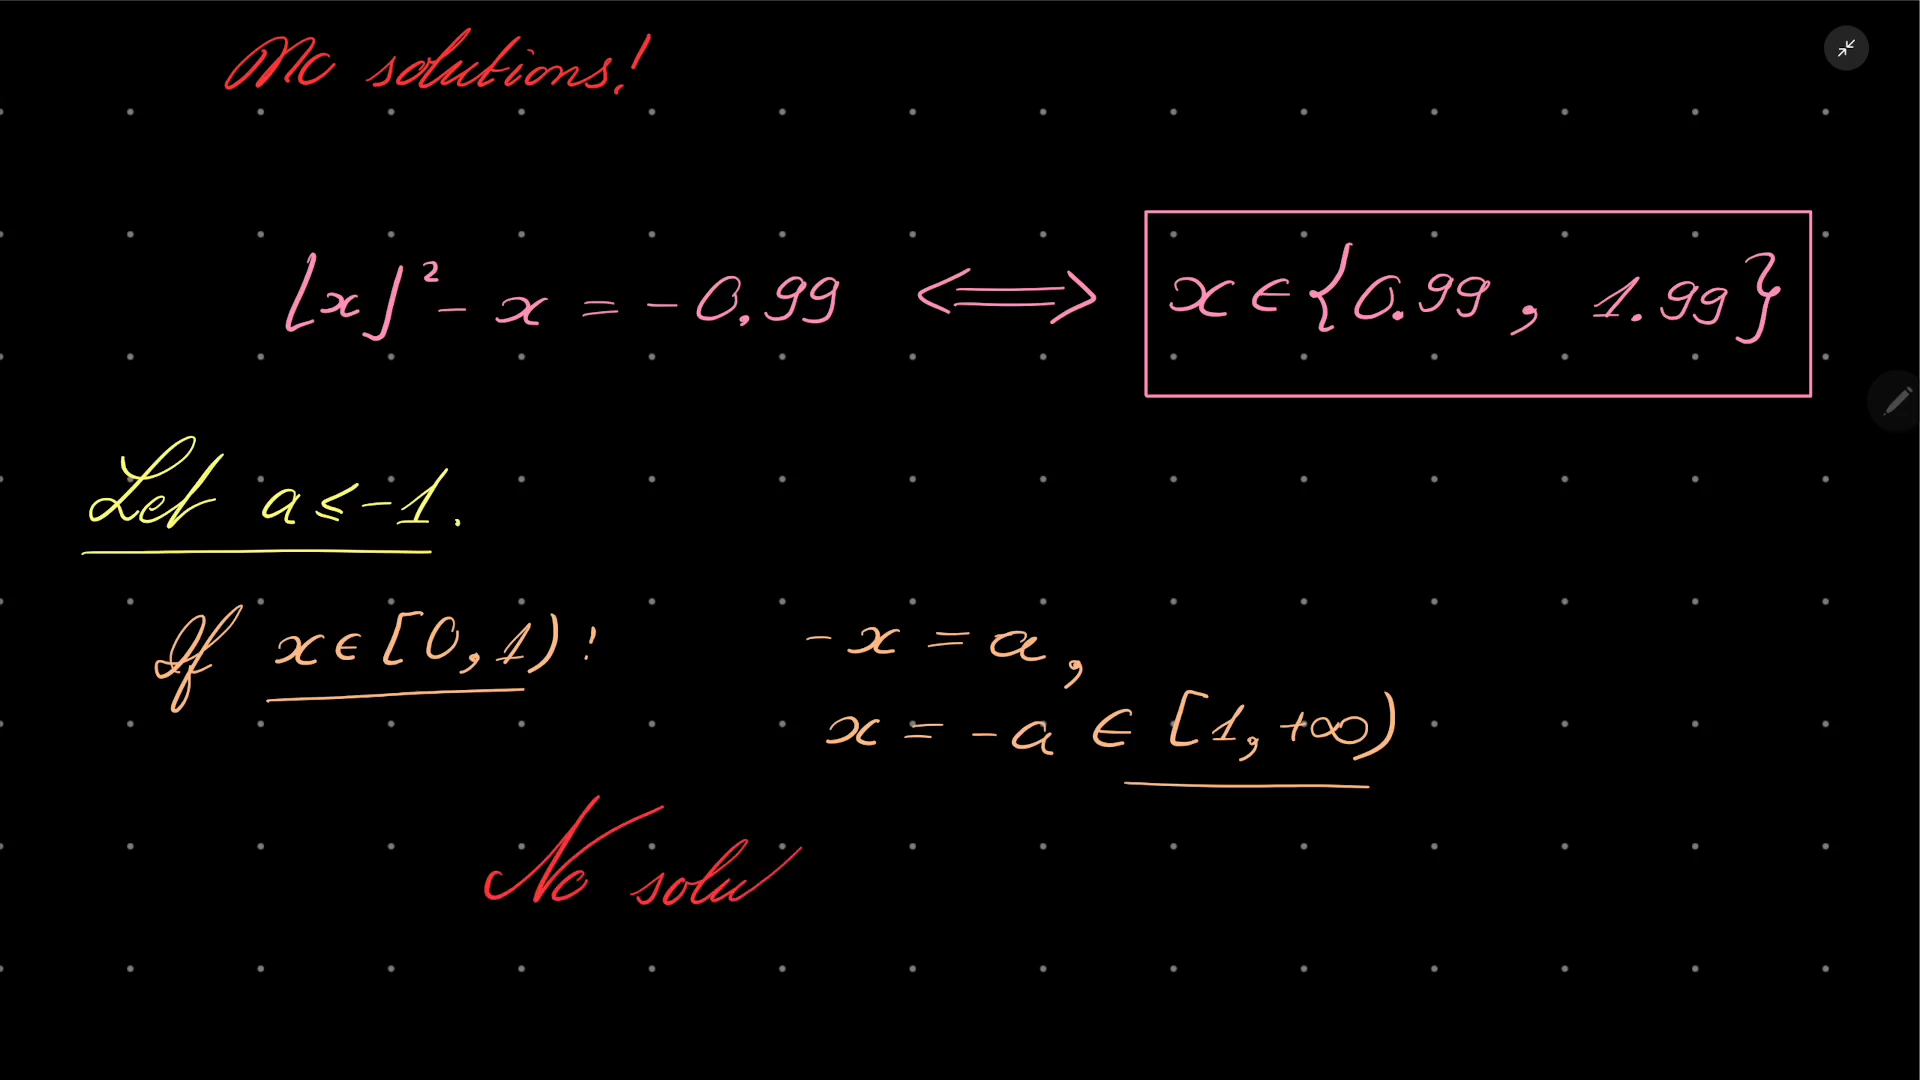 No solutions!
⌊x⌋² - x = -0.99 ⟺ x ∈ {0.99, 1.99}
Let a ≤ -1.
If x ∈ [0, 1): -x = a,
x = -a ∈ [1, +∞)
No solu